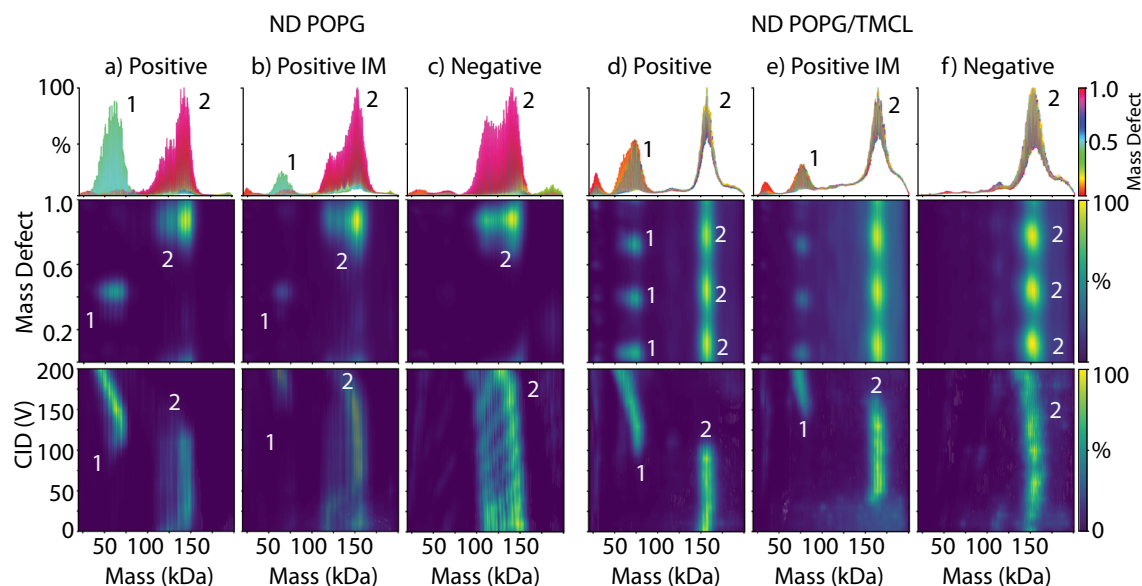 ND POPG
ND POPG/TMCL
a) Positive
b) Positive IM
c) Negative
d) Positive
e) Positive IM
f) Negative
100
%
1
2
1
2
2
1
2
1
2
2
1.0
0.5
0.0
Mass Defect
1.0
0.6
0.2
Mass Defect
1
2
1
2
2
1
1
1
2
2
2
1
2
2
2
2
100
%
200
150
100
50
0
CID (V)
1
2
1
2
2
1
2
1
2
2
100
%
0
50 100 150
50 100 150
50 100 150
50 100 150
50 100 150
50 100 150
Mass (kDa)
Mass (kDa)
Mass (kDa)
Mass (kDa)
Mass (kDa)
Mass (kDa)